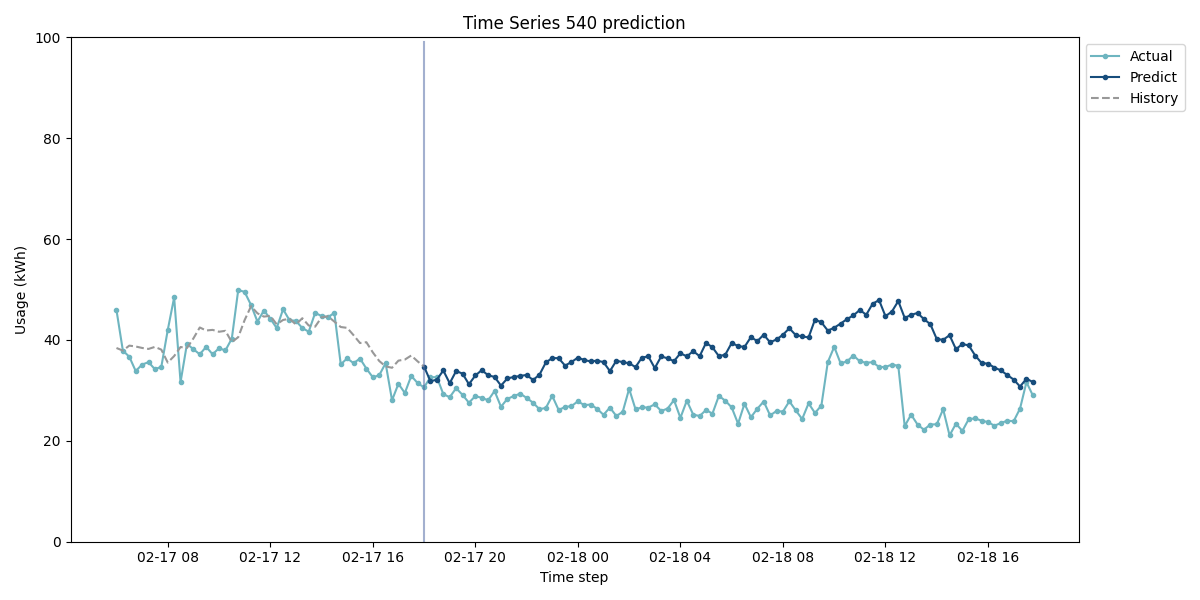 Time Series 540 prediction
100
80
60
40
20
0
Usage (kWh)
02-17 08
02-17 12
02-17 16
02-17 20
02-18 00
02-18 04
02-18 08
02-18 12
02-18 16
Time step
Actual
Predict
History